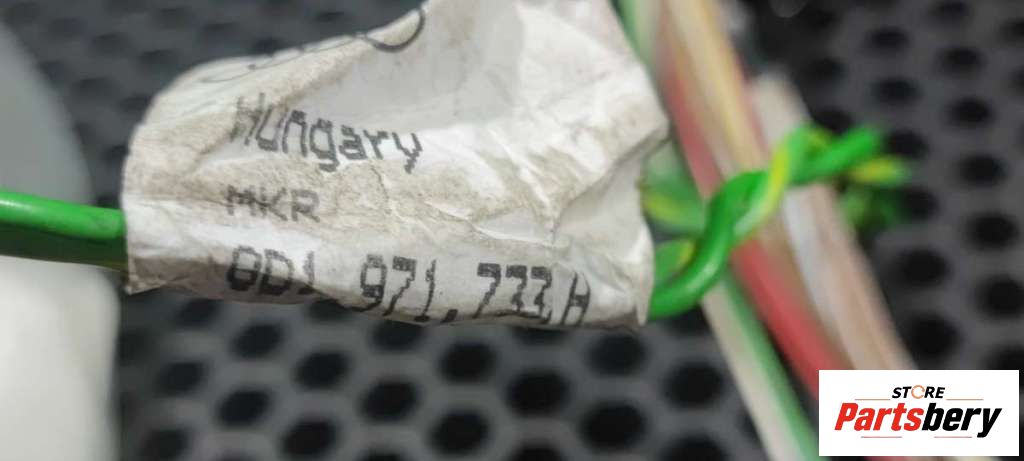 Hungary
MKR
8D1 971 733 A
STORE
Partsbery